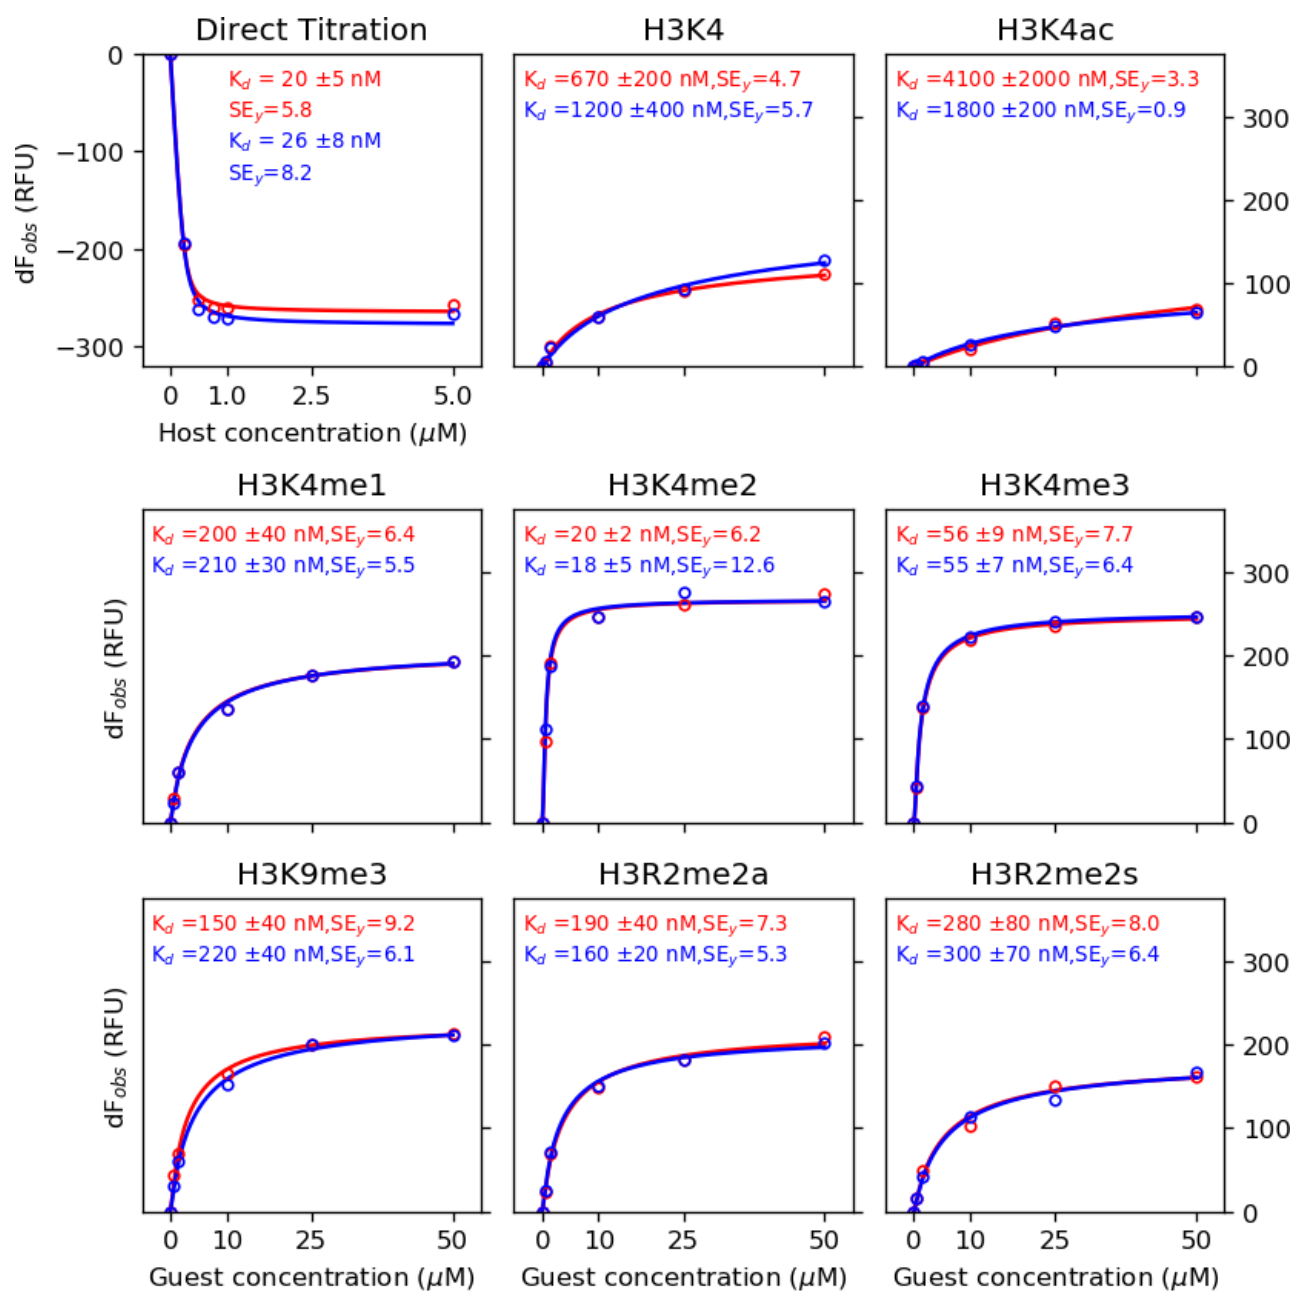 Direct Titration
H3K4
H3K4ac
K_d = 20 ±5 nM
SE_y=5.8
K_d = 26 ±8 nM
SE_y=8.2
K_d =670 ±200 nM,SE_y=4.7
K_d =1200 ±400 nM,SE_y=5.7
K_d =4100 ±2000 nM,SE_y=3.3
K_d =1800 ±200 nM,SE_y=0.9
dF_obs (RFU)
0
−100
−200
−300
300
200
100
0
0 1.0 2.5 5.0
Host concentration (μM)
H3K4me1
H3K4me2
H3K4me3
K_d =200 ±40 nM,SE_y=6.4
K_d =210 ±30 nM,SE_y=5.5
K_d =20 ±2 nM,SE_y=6.2
K_d =18 ±5 nM,SE_y=12.6
K_d =56 ±9 nM,SE_y=7.7
K_d =55 ±7 nM,SE_y=6.4
dF_obs (RFU)
300
200
100
0
H3K9me3
H3R2me2a
H3R2me2s
K_d =150 ±40 nM,SE_y=9.2
K_d =220 ±40 nM,SE_y=6.1
K_d =190 ±40 nM,SE_y=7.3
K_d =160 ±20 nM,SE_y=5.3
K_d =280 ±80 nM,SE_y=8.0
K_d =300 ±70 nM,SE_y=6.4
dF_obs (RFU)
300
200
100
0
0 10 25 50
0 10 25 50
0 10 25 50
Guest concentration (μM)
Guest concentration (μM)
Guest concentration (μM)